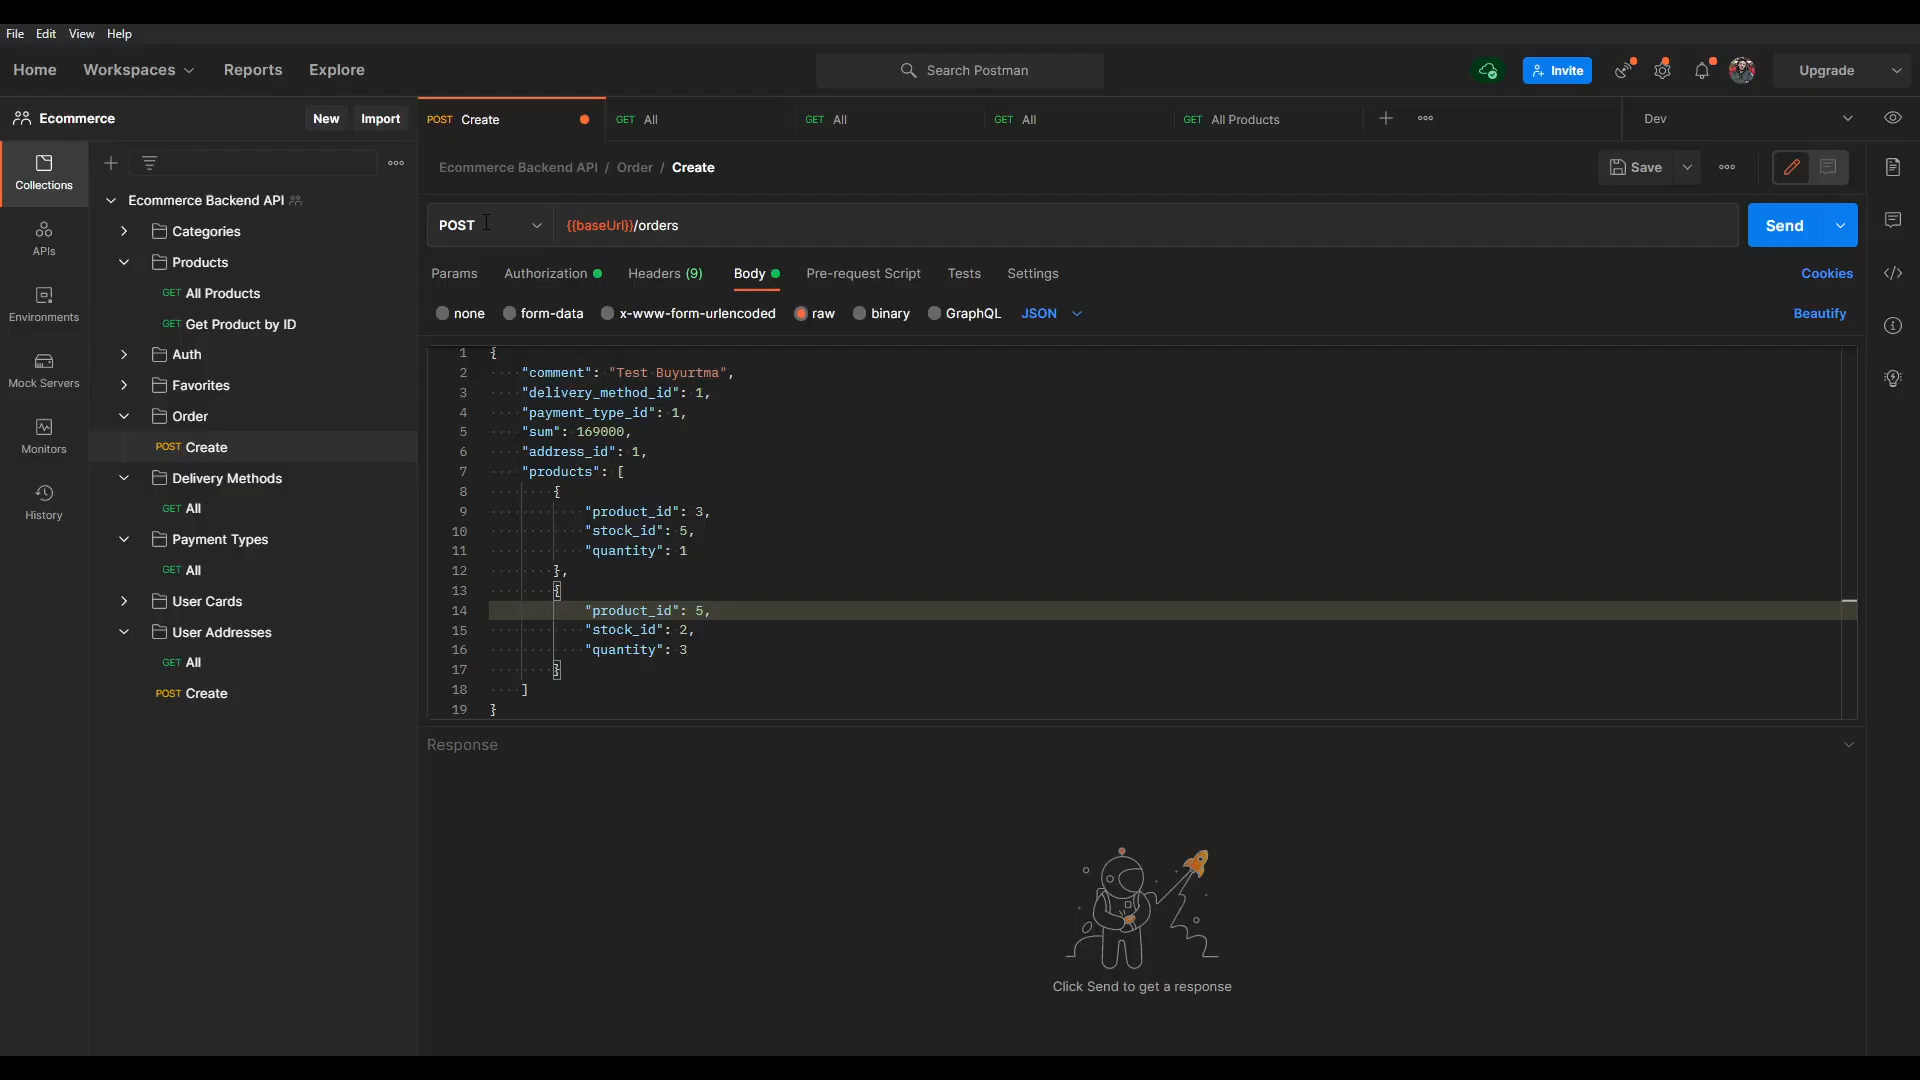 File Edit View Help
Home Workspaces Reports Explore
Search Postman
Invite
Upgrade
Ecommerce New Import
POST Create
GET All
GET All
GET All
GET All Products
Dev
Collections
APIs
Environments
Mock Servers
Monitors
History
Ecommerce Backend API
Categories
Products
GET All Products
GET Get Product by ID
Auth
Favorites
Order
POST Create
Delivery Methods
GET All
Payment Types
GET All
User Cards
User Addresses
GET All
POST Create
Ecommerce Backend API / Order / Create
Save
POST {{baseUrl}}/orders
Send
Params Authorization Headers (9) Body Pre-request Script Tests Settings Cookies
none form-data x-www-form-urlencoded raw binary GraphQL JSON Beautify
1 {
2 "comment": "Test Buyurtma",
3 "delivery_method_id": 1,
4 "payment_type_id": 1,
5 "sum": 169000,
6 "address_id": 1,
7 "products": [
8 {
9 "product_id": 3,
10 "stock_id": 5,
11 "quantity": 1
12 },
13 {
14 "product_id": 5,
15 "stock_id": 2,
16 "quantity": 3
17 }
18 ]
19 }
Response
Click Send to get a response